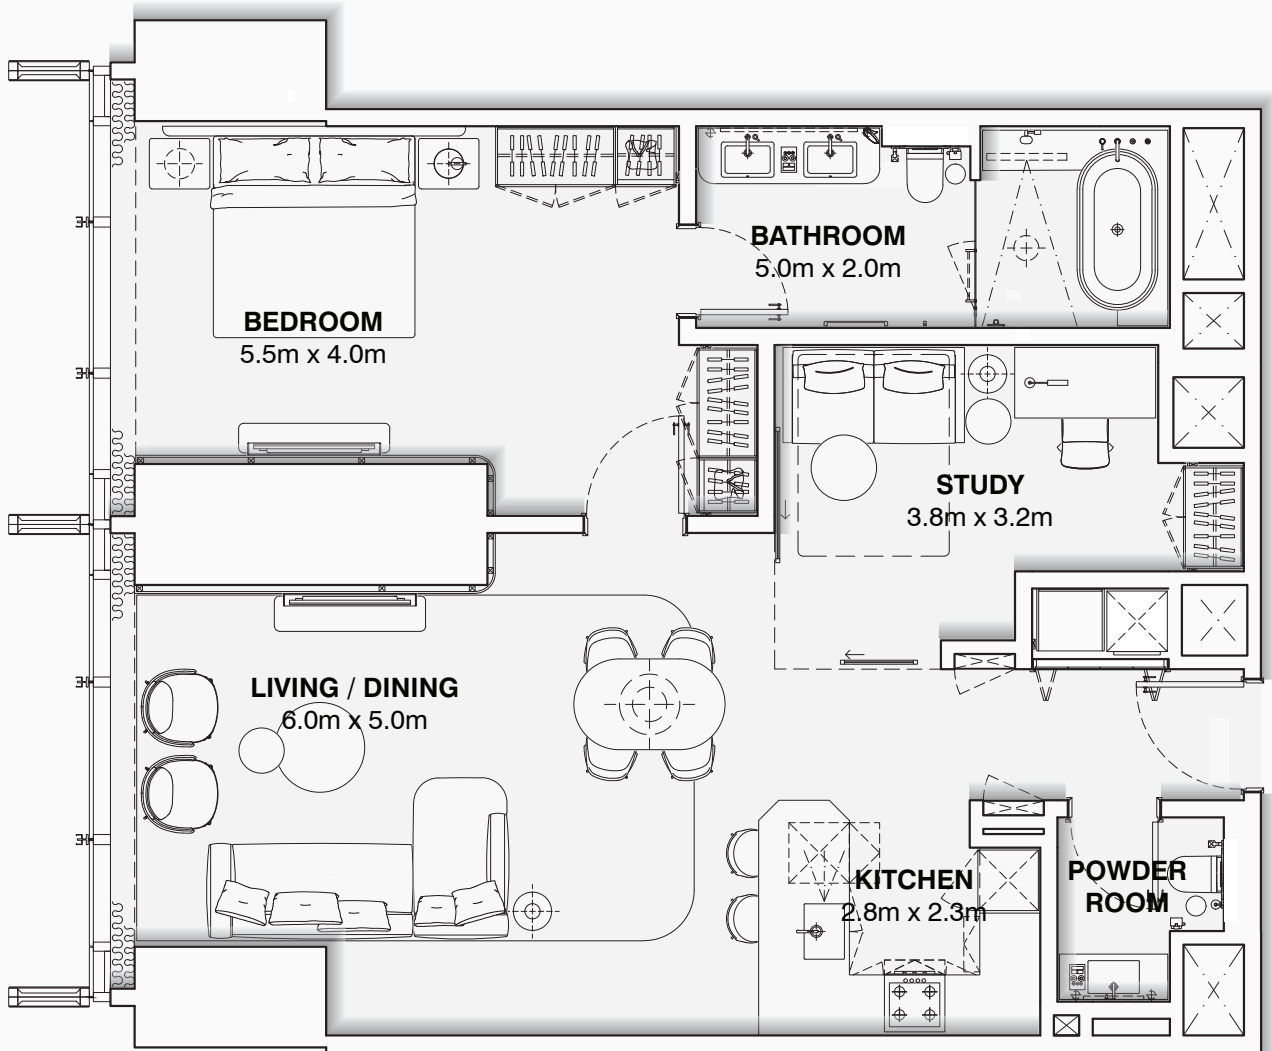 BATHROOM
5.0m x 2.0m
BEDROOM
5.5m x 4.0m
STUDY
3.8m x 3.2m
LIVING / DINING
6.0m x 5.0m
KITCHEN
2.8m x 2.3m
POWDER
ROOM